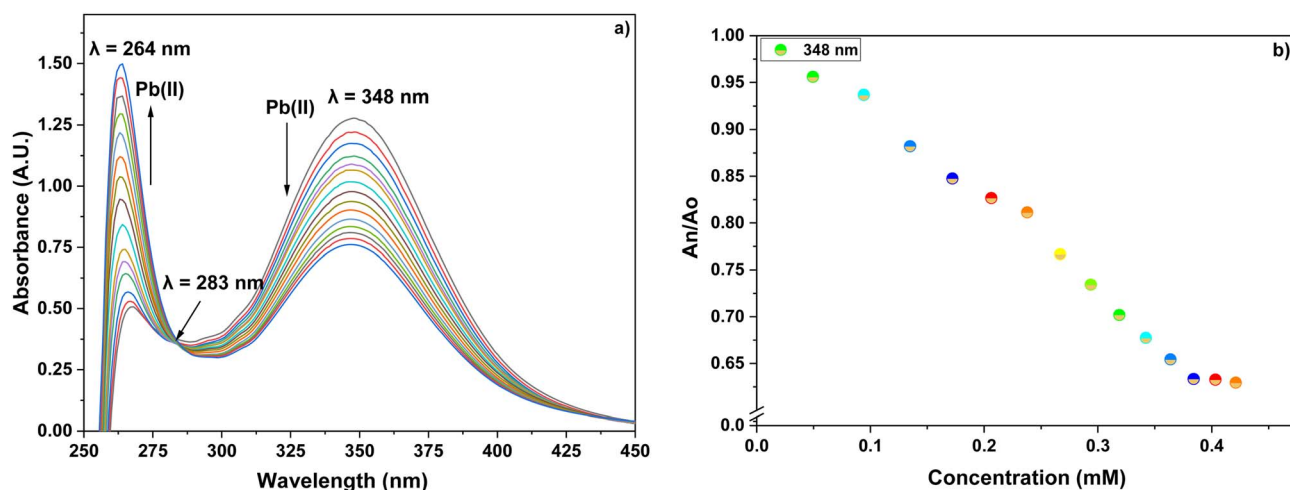 a)
λ = 264 nm
Pb(II)
Pb(II)
λ = 348 nm
λ = 283 nm
1.50
1.25
1.00
0.75
0.50
0.25
0.00
Absorbance (A.U.)
250 275 300 325 350 375 400 425 450
Wavelength (nm)
b)
348 nm
1.00
0.95
0.90
0.85
0.80
0.75
0.70
0.65
0.0
An/Ao
0.0 0.1 0.2 0.3 0.4
Concentration (mM)